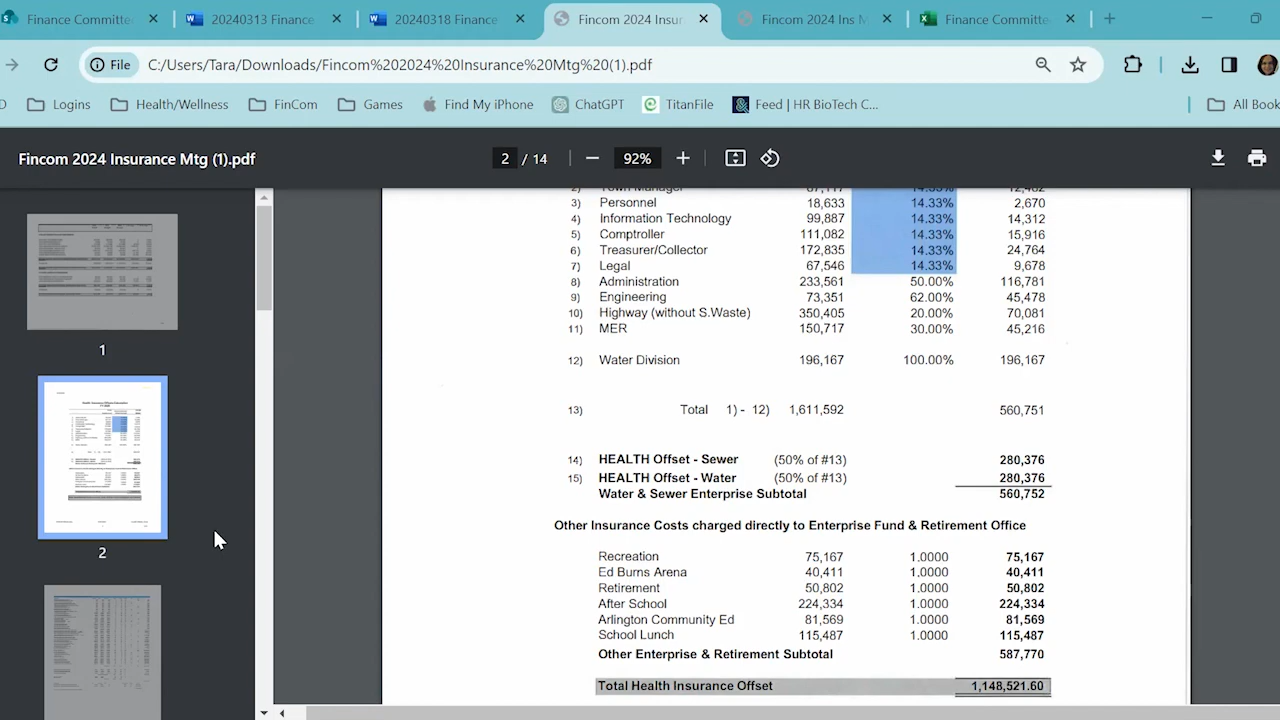 Finance Committe
20240313 Finance
20240318 Finance
Fincom 2024 Insur
Fincom 2024 Ins M
Finance Committe
File C:/Users/Tara/Downloads/Fincom%202024%20Insurance%20Mtg%20(1).pdf
Logins Health/Wellness FinCom Games Find My iPhone ChatGPT TitanFile Feed | HR BioTech C... All Book
Fincom 2024 Insurance Mtg (1).pdf 2 / 14 92%
1
2
2) Town Manager 87,117 14.33% 12,482
3) Personnel 18,633 14.33% 2,670
4) Information Technology 99,887 14.33% 14,312
5) Comptroller 111,082 14.33% 15,916
6) Treasurer/Collector 172,835 14.33% 24,764
7) Legal 67,546 14.33% 9,678
8) Administration 233,561 50.00% 116,781
9) Engineering 73,351 62.00% 45,478
10) Highway (without S.Waste) 350,405 20.00% 70,081
11) MER 150,717 30.00% 45,216
12) Water Division 196,167 100.00% 196,167
13) Total 1) - 12) 1,611,592 560,751
14) HEALTH Offset - Sewer (50% of #13) 280,376
15) HEALTH Offset - Water (50% of #13) 280,376
Water & Sewer Enterprise Subtotal 560,752
Other Insurance Costs charged directly to Enterprise Fund & Retirement Office
Recreation 75,167 1.0000 75,167
Ed Burns Arena 40,411 1.0000 40,411
Retirement 50,802 1.0000 50,802
After School 224,334 1.0000 224,334
Arlington Community Ed 81,569 1.0000 81,569
School Lunch 115,487 1.0000 115,487
Other Enterprise & Retirement Subtotal 587,770
Total Health Insurance Offset 1,148,521.60